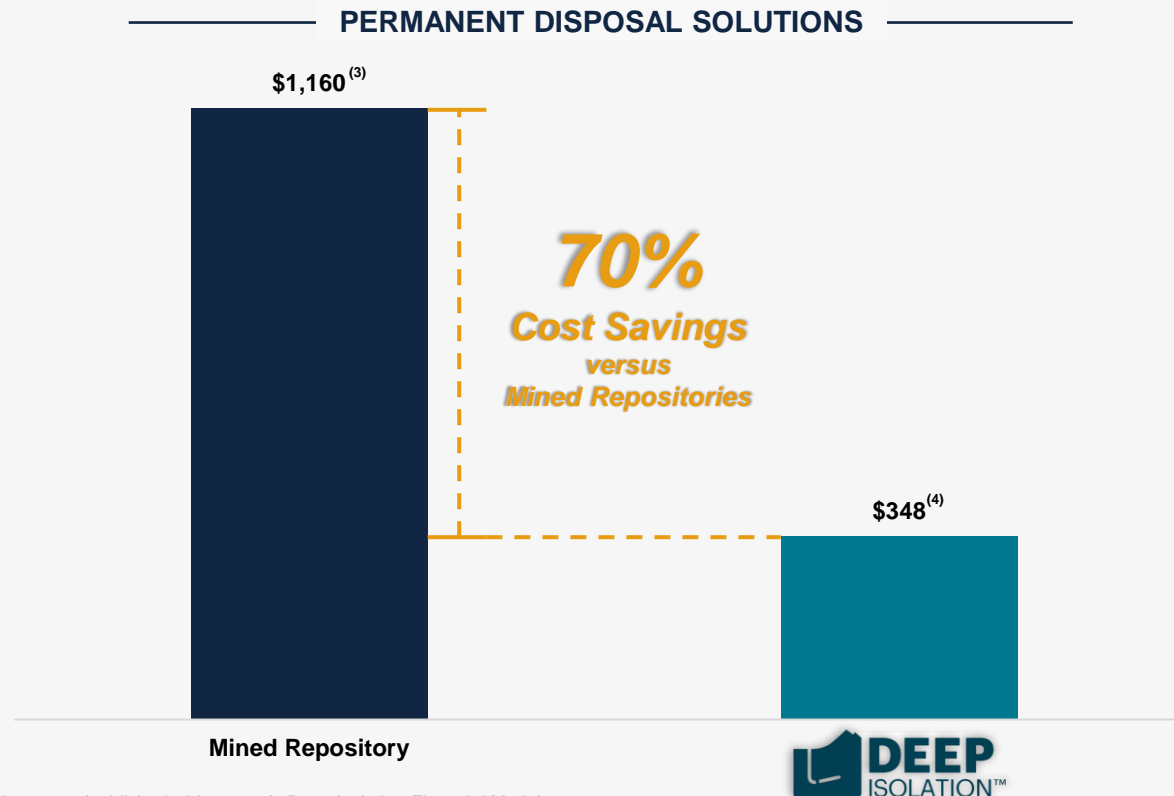 PERMANENT DISPOSAL SOLUTIONS
$1,160 (3)
70%
Cost Savings
versus
Mined Repositories
$348(4)
Mined Repository
DEEP
ISOLATION™